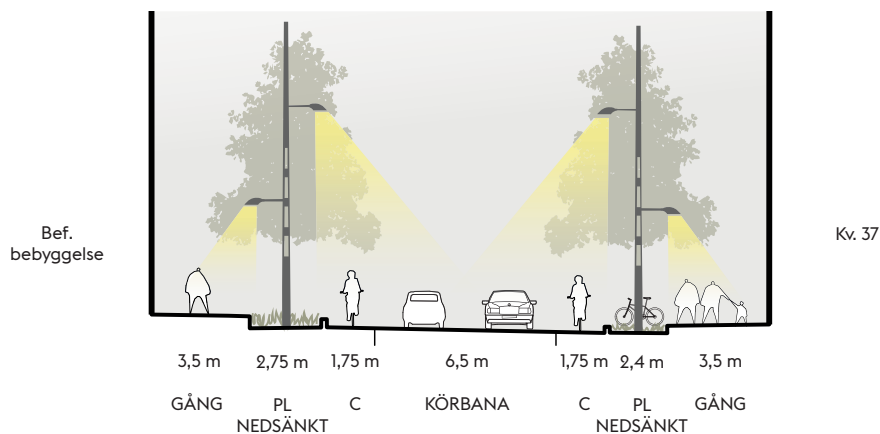 Bef.
bebyggelse
Kv. 37
3,5 m 2,75 m 1,75 m 6,5 m 1,75 m 2,4 m 3,5 m
GÅNG PL C KÖRBANA C PL GÅNG
NEDSÄNKT NEDSÄNKT